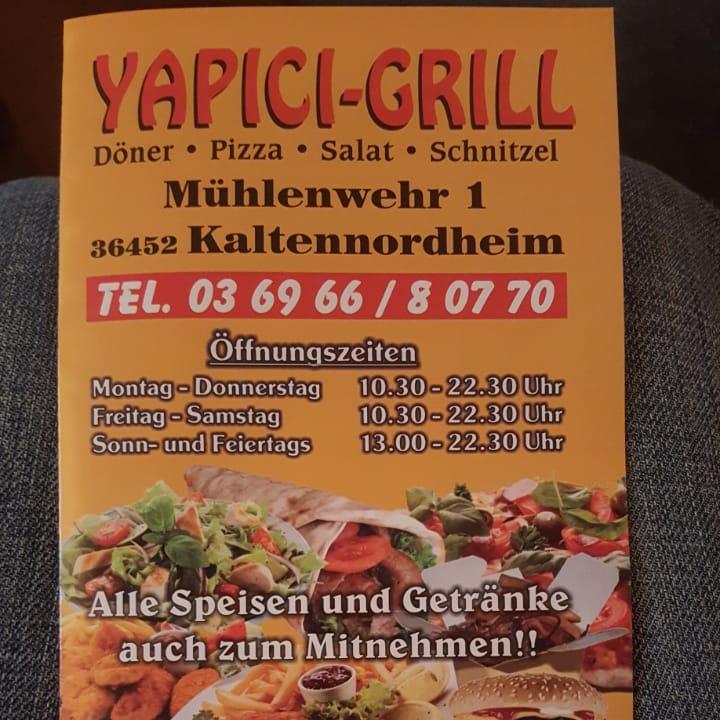 YAPICI-GRILL
Döner • Pizza • Salat • Schnitzel
Mühlenwehr 1
36452 Kaltennordheim
TEL. 03 69 66 / 8 07 70
Öffnungszeiten
Montag - Donnerstag 10.30 - 22.30 Uhr
Freitag - Samstag 10.30 - 22.30 Uhr
Sonn- und Feiertags 13.00 - 22.30 Uhr
Alle Speisen und Getränke
auch zum Mitnehmen!!